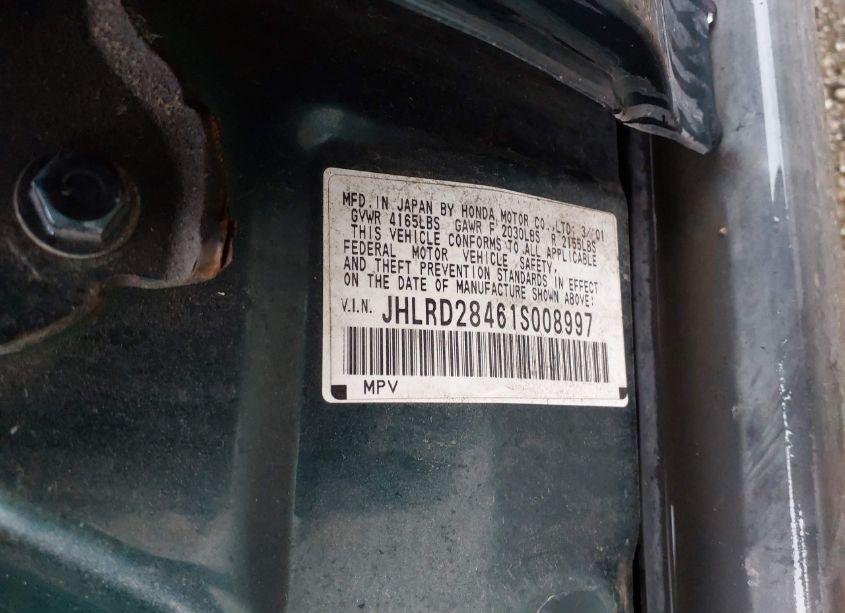 MFD. IN JAPAN BY HONDA MOTOR CO., LTD. 3/01
GVWR 4165LBS GAWR F 2030LBS R 2155LBS
THIS VEHICLE CONFORMS TO ALL APPLICABLE
FEDERAL MOTOR VEHICLE SAFETY,
AND THEFT PREVENTION STANDARDS IN EFFECT
ON THE DATE OF MANUFACTURE SHOWN ABOVE:
V.I.N. JHLRD28461S008997
MPV